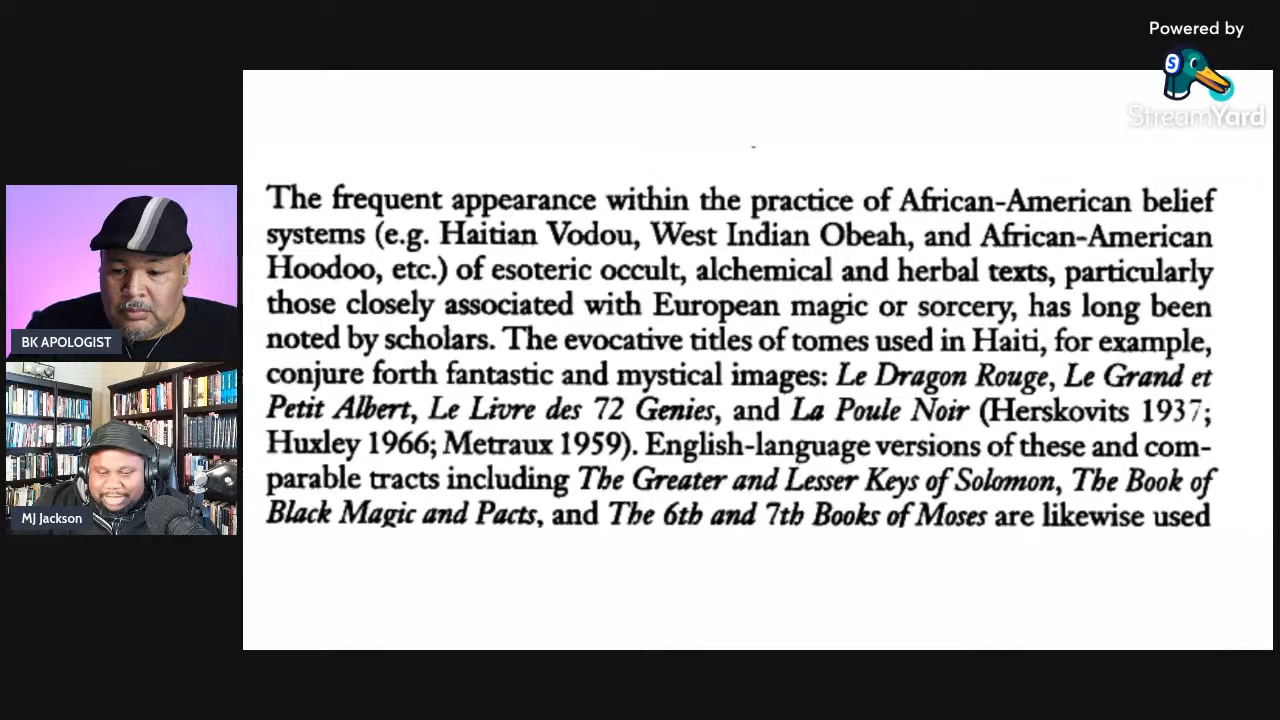 Powered by
StreamYard
The frequent appearance within the practice of African-American belief
systems (e.g. Haitian Vodou, West Indian Obeah, and African-American
Hoodoo, etc.) of esoteric occult, alchemical and herbal texts, particularly
those closely associated with European magic or sorcery, has long been
noted by scholars. The evocative titles of tomes used in Haiti, for example,
conjure forth fantastic and mystical images: Le Dragon Rouge, Le Grand et
Petit Albert, Le Livre des 72 Genies, and La Poule Noir (Herskovits 1937;
Huxley 1966; Metraux 1959). English-language versions of these and com-
parable tracts including The Greater and Lesser Keys of Solomon, The Book of
Black Magic and Pacts, and The 6th and 7th Books of Moses are likewise used
BK APOLOGIST
MJ Jackson